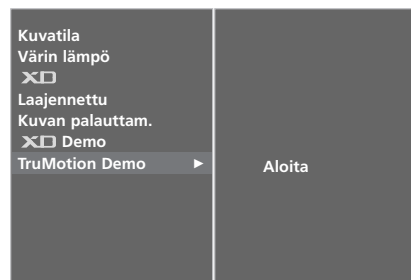 Kuvatila
Värin lämpö
XD
Laajennettu
Kuvan palauttam.
XD Demo
TruMotion Demo ►
Aloita